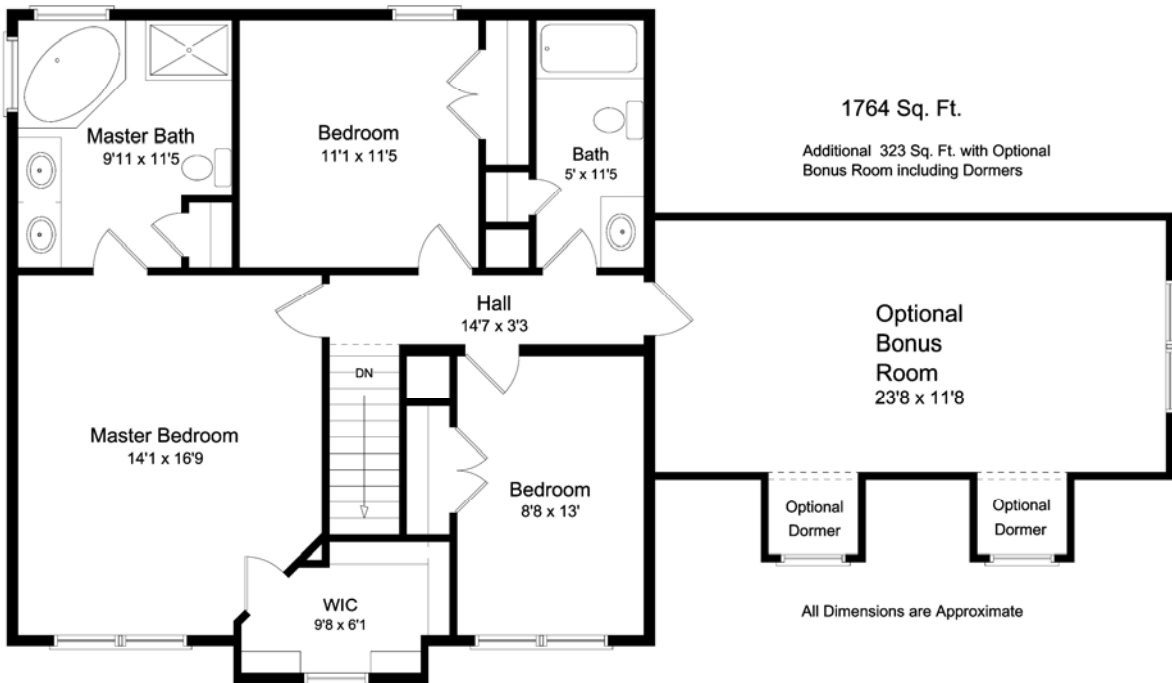 1764 Sq. Ft.
Additional 323 Sq. Ft. with Optional
Bonus Room including Dormers
Master Bath
9'11 x 11'5
Bedroom
11'1 x 11'5
Bath
5' x 11'5
Hall
14'7 x 3'3
Optional
Bonus
Room
23'8 x 11'8
DN
Master Bedroom
14'1 x 16'9
Bedroom
8'8 x 13'
Optional
Dormer
Optional
Dormer
WIC
9'8 x 6'1
All Dimensions are Approximate